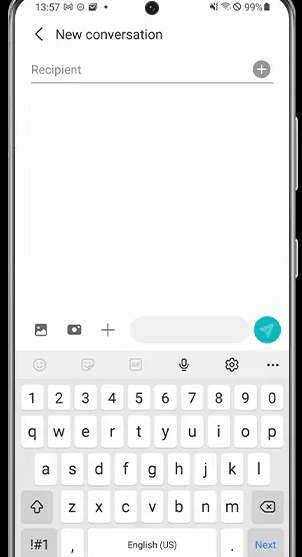 13:57 99%
New conversation
Recipient
GIF
1 2 3 4 5 6 7 8 9 0
q w e r t y u i o p
a s d f g h j k l
z x c v b n m
!#1 , English (US) . Next